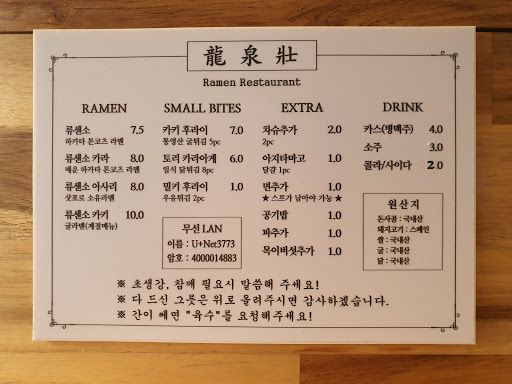 龍泉壯
Ramen Restaurant
RAMEN
류센소 7.5
하카타 톤코츠 라멘
류센소 카라 8.0
매운 하카타 톤코츠 라멘
류센소 아사리 8.0
삿포로 소유라멘
류센소 카키 10.0
굴라멘(계절메뉴)
SMALL BITES
카키 후라이 7.0
통영산 굴튀김 5pc
토리 카라아게 6.0
일식 닭튀김 8pc
밀키 후라이 1.0
우유튀김 2pc
무선 LAN
이름 : U+Net3773
암호 : 4000014883
EXTRA
차슈추가 2.0
2pc
아지타마고 1.0
달걀 1pc
면추가 1.0
★ 스프가 남아야 가능 ★
공기밥 1.0
파추가 1.0
목이버섯추가 1.0
DRINK
카스(병맥주) 4.0
소주 3.0
콜라/사이다 2.0
원산지
돈사골 : 국내산
돼지고기 : 스페인
쌀 : 국내산
굴 : 국내산
닭 : 국내산
※ 초생강, 참깨 필요시 말씀해 주세요!
※ 다 드신 그릇은 위로 올려주시면 감사하겠습니다.
※ 간이 쎄면 "육수"를 요청해주세요!